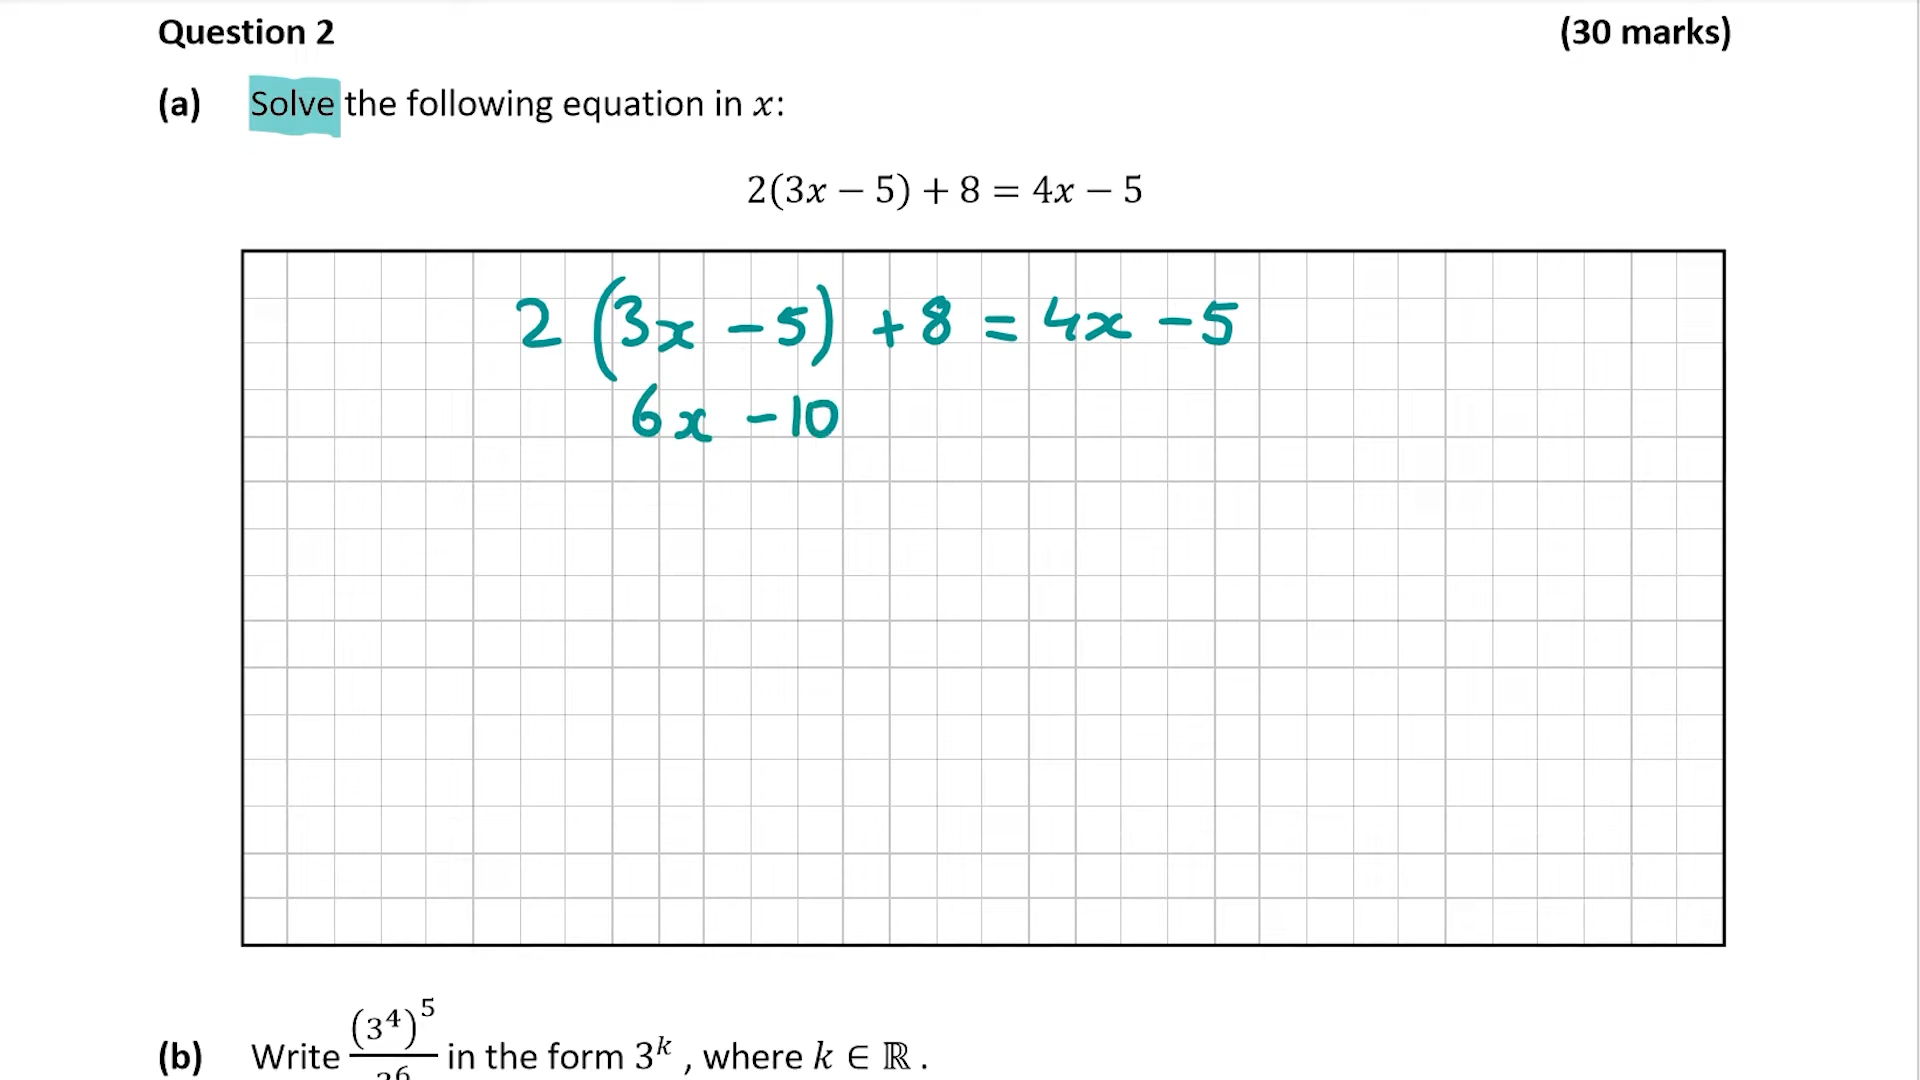 Question 2 (30 marks)
(a) Solve the following equation in x:
2(3x − 5) + 8 = 4x − 5
2 (3x − 5) + 8 = 4x − 5
6x − 10
(b) Write (3⁴)⁵/3⁶ in the form 3ᵏ , where k ∈ ℝ .